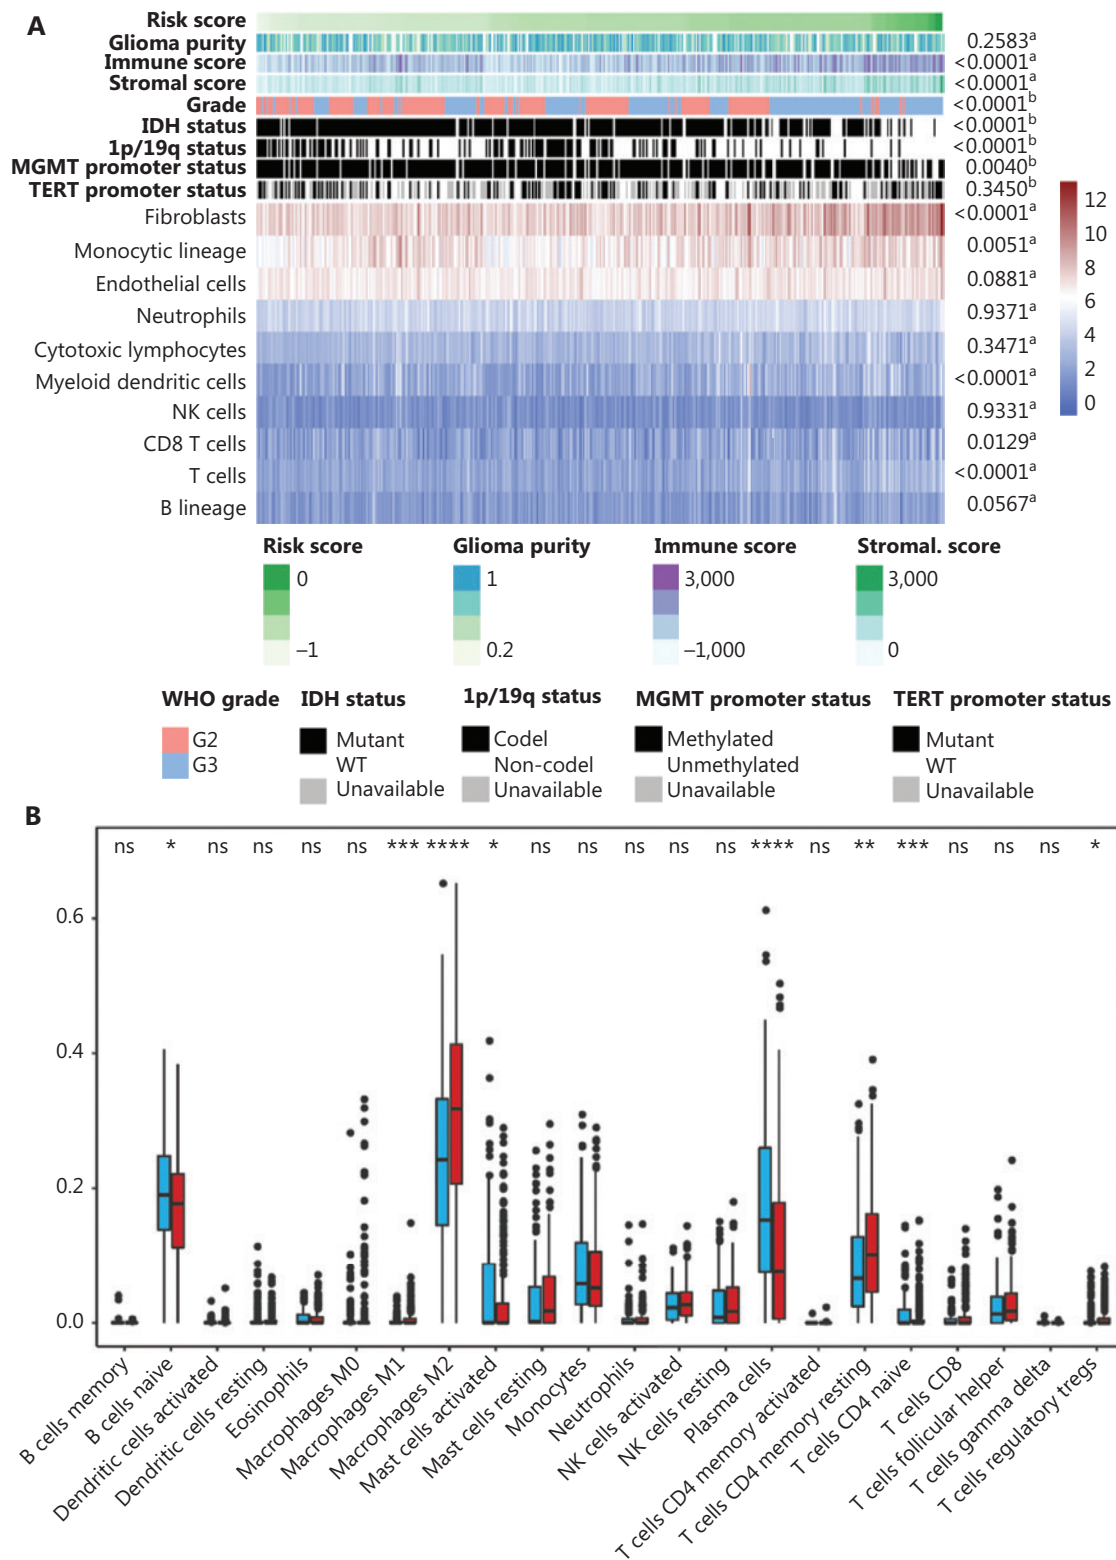 A
Risk score
Glioma purity 0.2583a
Immune score <0.0001a
Stromal score <0.0001a
Grade <0.0001b
IDH status <0.0001b
1p/19q status <0.0001b
MGMT promoter status 0.0040b
TERT promoter status 0.3450b
Fibroblasts <0.0001a
Monocytic lineage 0.0051a
Endothelial cells 0.0881a
Neutrophils 0.9371a
Cytotoxic lymphocytes 0.3471a
Myeloid dendritic cells <0.0001a
NK cells 0.9331a
CD8 T cells 0.0129a
T cells <0.0001a
B lineage 0.0567a
12
10
8
6
4
2
0
Risk score Glioma purity Immune score Stromal. score
0 1 3,000 3,000
–1 0.2 –1,000 0
WHO grade IDH status 1p/19q status MGMT promoter status TERT promoter status
G2 Mutant Codel Methylated Mutant
G3 WT Non-codel Unmethylated WT
Unavailable Unavailable Unavailable Unavailable
B
ns * ns ns ns ns *** **** * ns ns ns ns ns **** ns ** *** ns ns ns *
0.6
0.4
0.2
0.0
B cells memory
B cells naive
Dendritic cells activated
Dendritic cells resting
Eosinophils
Macrophages M0
Macrophages M1
Macrophages M2
Mast cells activated
Mast cells resting
Monocytes
Neutrophils
NK cells activated
NK cells resting
Plasma cells
T cells CD4 memory activated
T cells CD4 memory resting
T cells CD4 naive
T cells CD8
T cells follicular helper
T cells gamma delta
T cells regulatory tregs